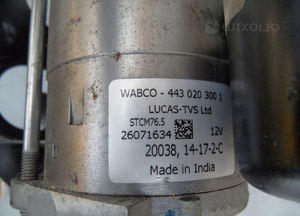 LUIXOLIO
WABCO - 443 020 300 1
LUCAS-TVS Ltd
STCM76.5
26071634 12V
20038, 14-17-2-C
Made in India